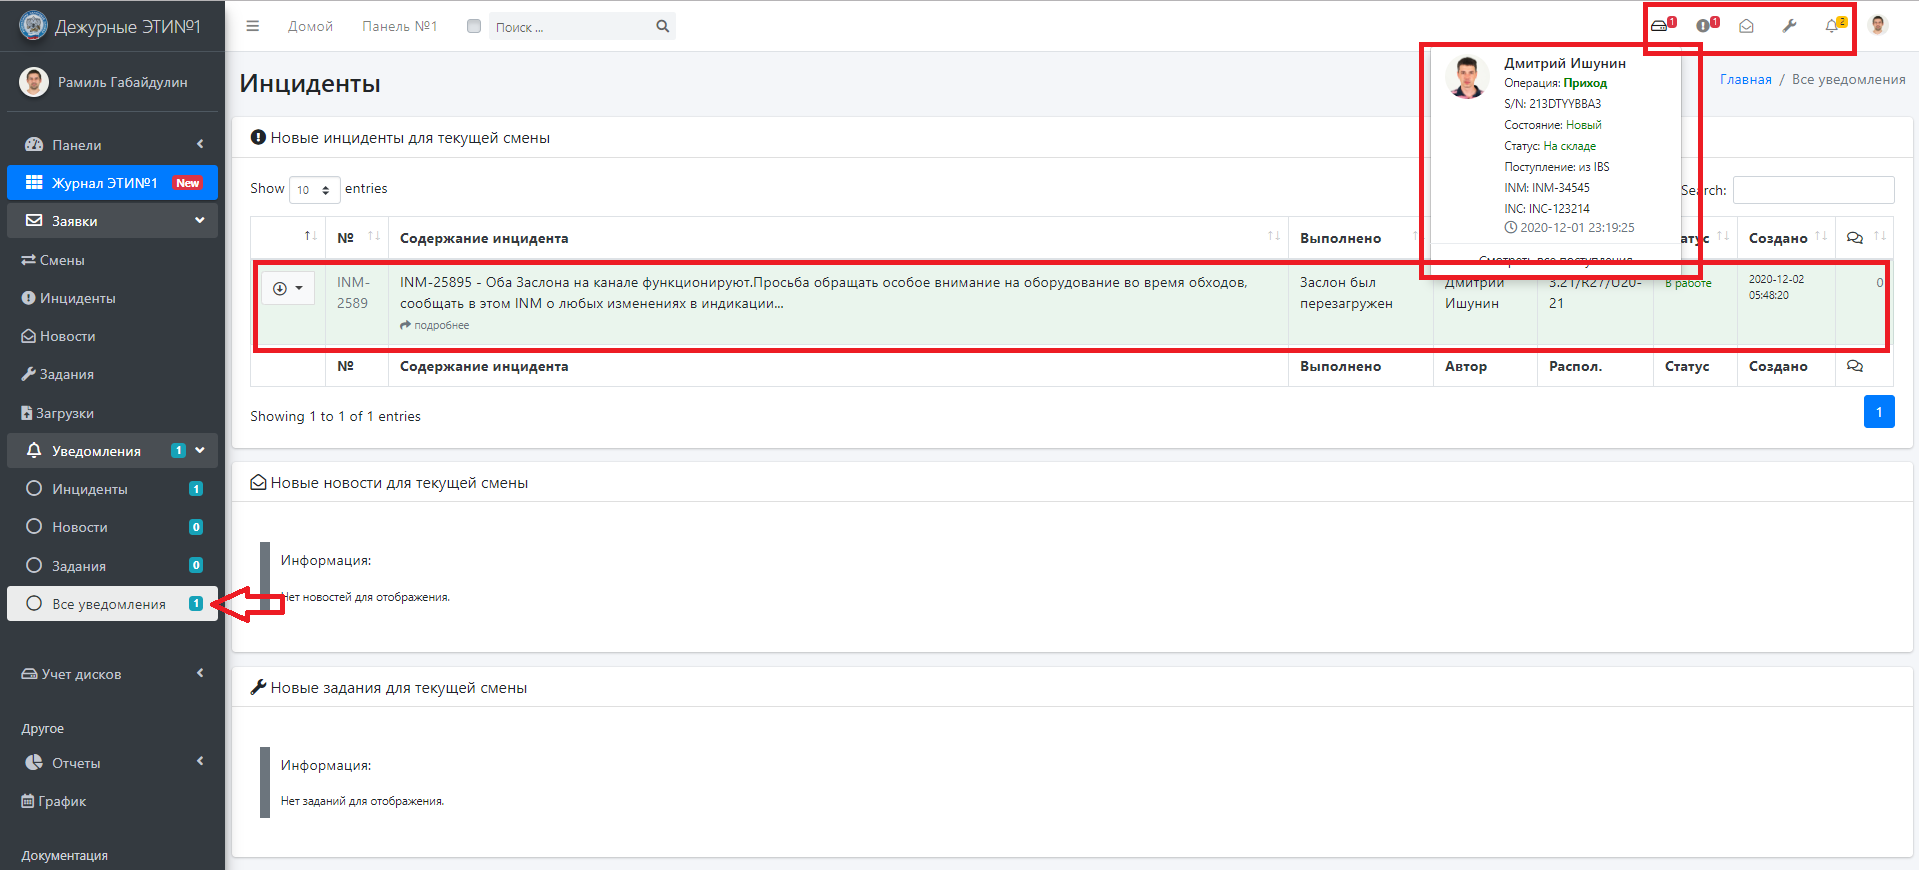 Дежурные ЭТИ№1
Рамиль Габайдулин
Панели
Журнал ЭТИ№1 New
Заявки
Смены
Инциденты
Новости
Задания
Загрузки
Уведомления 1
Инциденты 1
Новости 0
Задания 0
Все уведомления 1
Учет дисков
Другое
Отчеты
График
Документация
Домой Панель №1 Поиск ...
1 1 2
Инциденты
Главная / Все уведомления
Дмитрий Ишунин
Операция: Приход
S/N: 213DTYYBBA3
Состояние: Новый
Статус: На складе
Поступление: из IBS
INM: INM-34545
INC: INC-123214
2020-12-01 23:19:25
Смотреть все поступления
Новые инциденты для текущей смены
Show 10 entries
Search:
№ Содержание инцидента Выполнено Статус Создано
INM-
2589
INM-25895 - Оба Заслона на канале функционируют.Просьба обращать особое внимание на оборудование во время обходов,
сообщать в этом INM о любых изменениях в индикации...
подробнее
Заслон был
перезагружен
Дмитрий
Ишунин
3.21/R27/U20-
21
В работе
2020-12-02
05:48:20
0
№ Содержание инцидента Выполнено Автор Распол. Статус Создано
Showing 1 to 1 of 1 entries
1
Новые новости для текущей смены
Информация:
Нет новостей для отображения.
Новые задания для текущей смены
Информация:
Нет заданий для отображения.